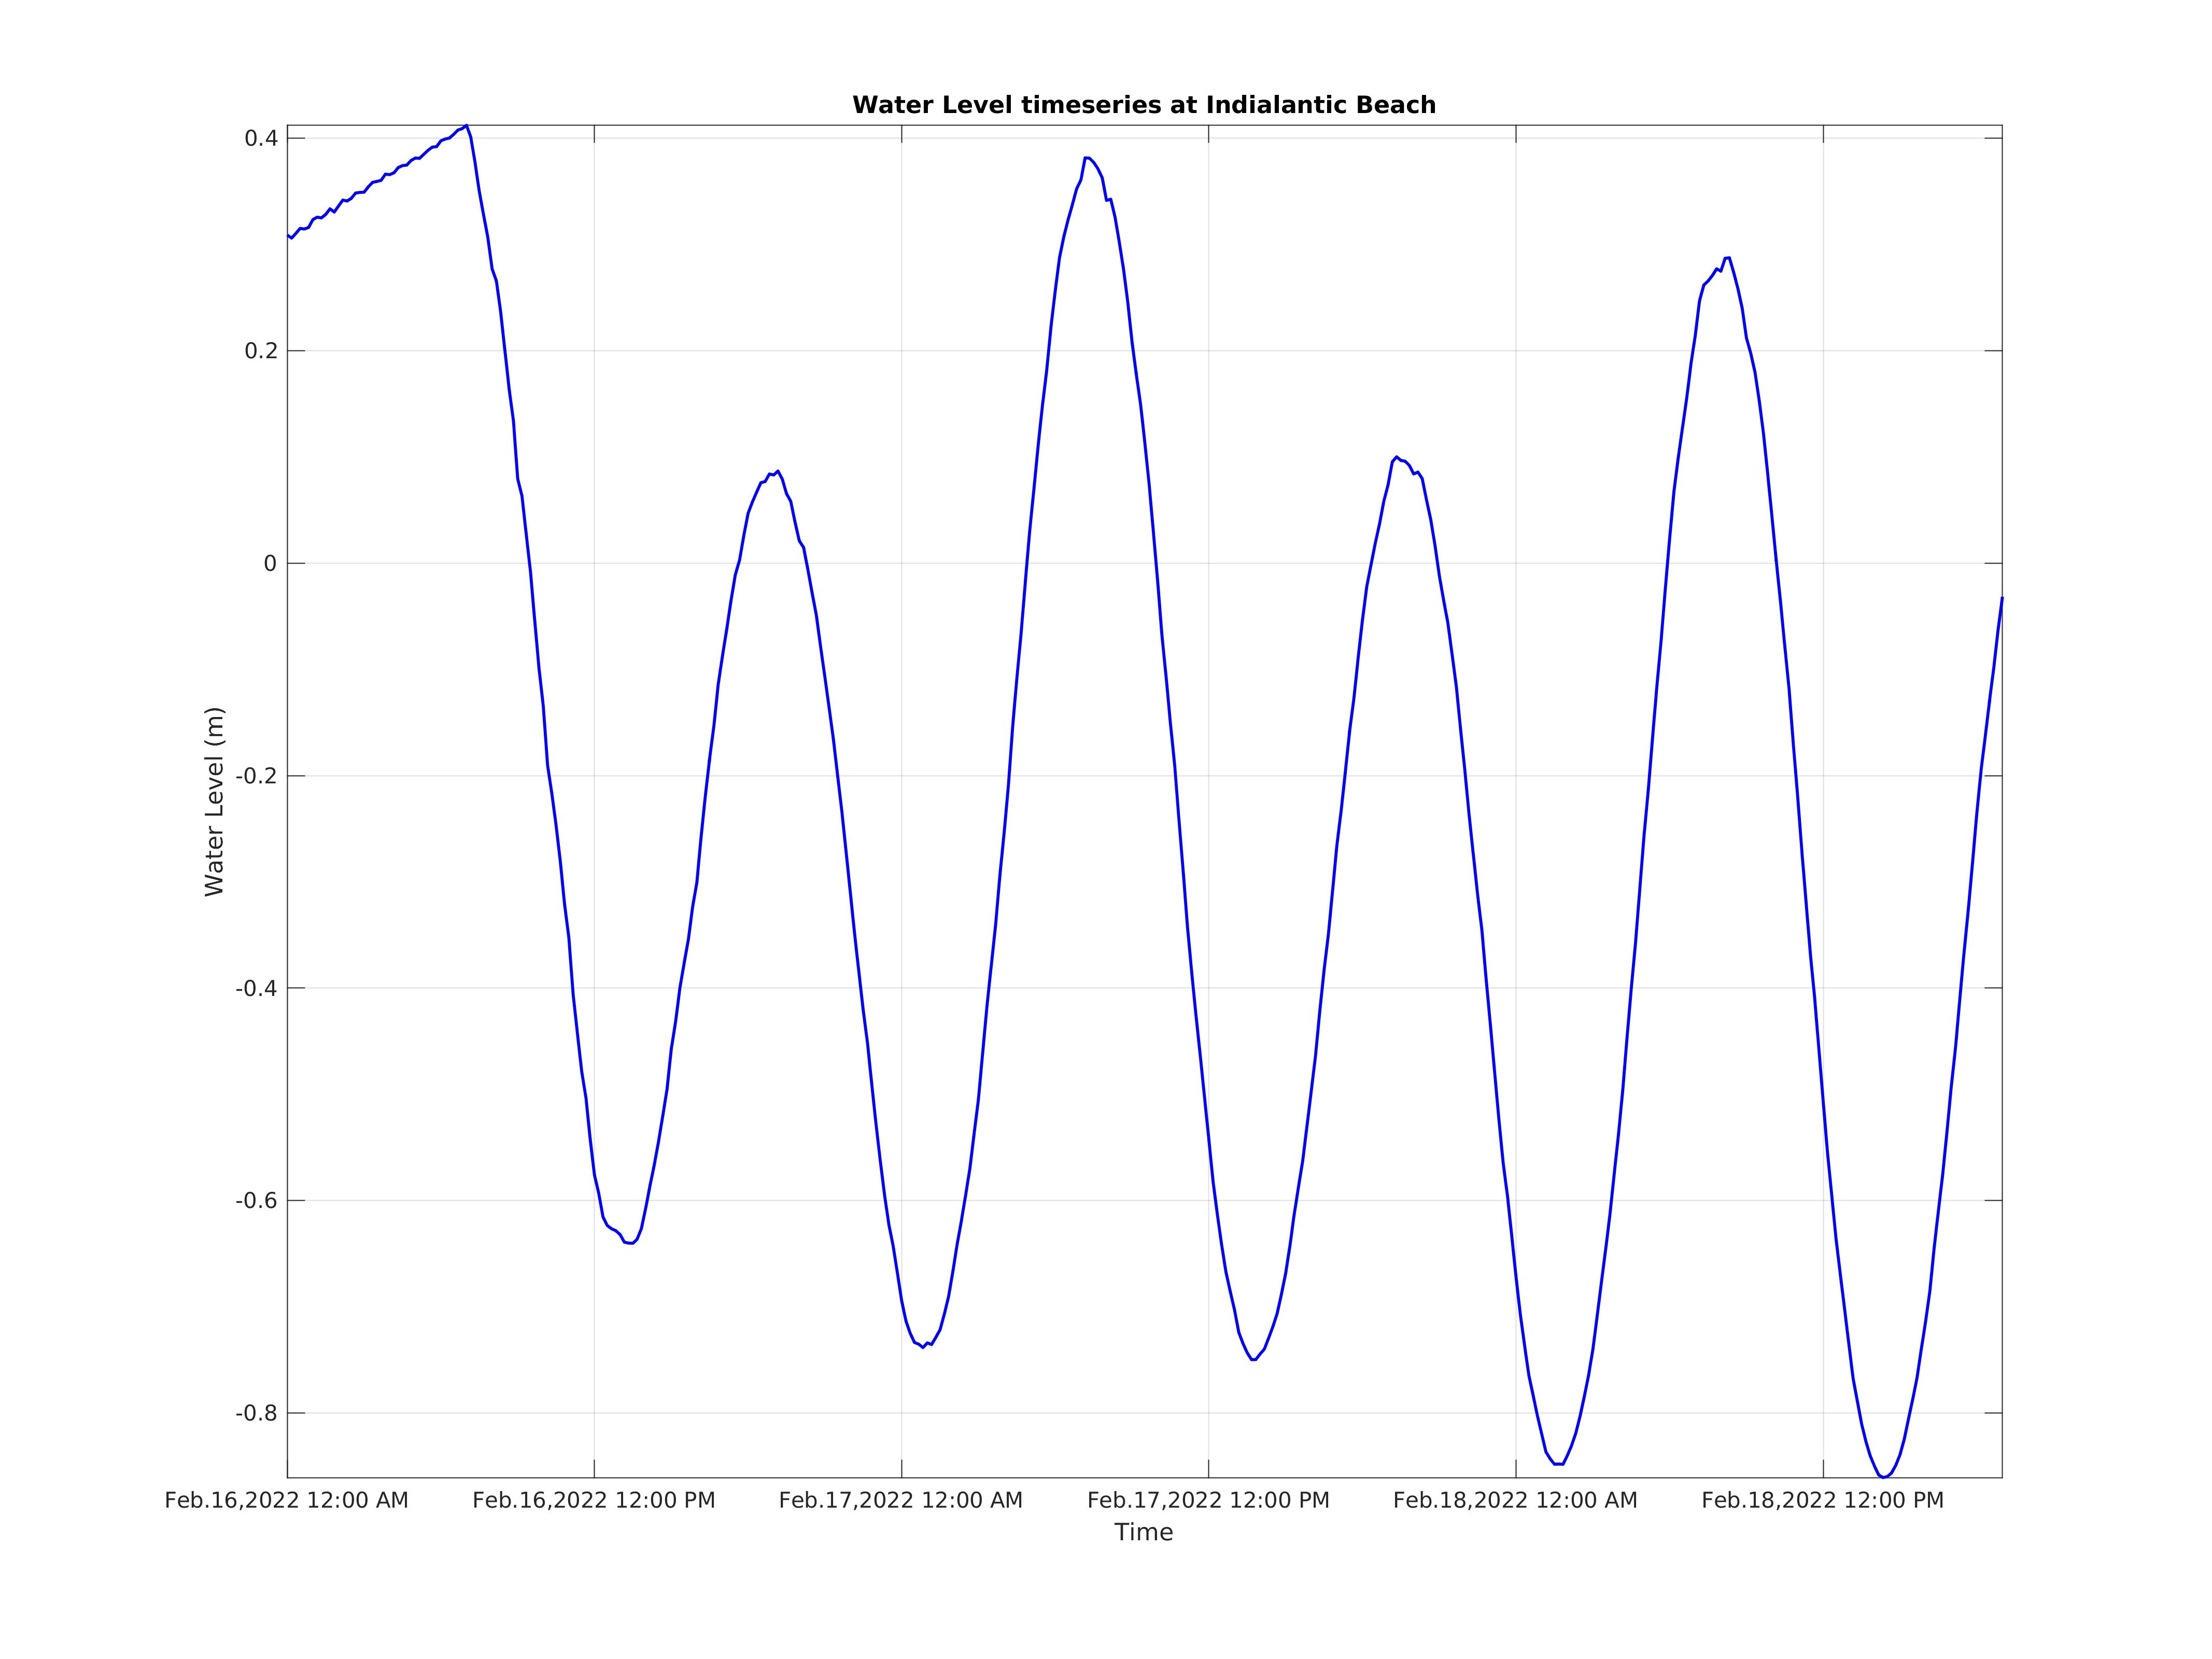 Water Level timeseries at Indialantic Beach
0.4
0.2
0
-0.2
-0.4
-0.6
-0.8
Water Level (m)
Feb.16,2022 12:00 AM
Feb.16,2022 12:00 PM
Feb.17,2022 12:00 AM
Feb.17,2022 12:00 PM
Feb.18,2022 12:00 AM
Feb.18,2022 12:00 PM
Time